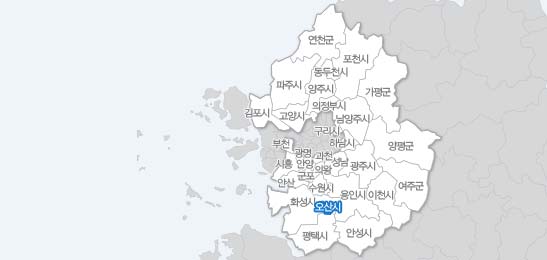 연천군
포천시
동두천시
파주시
양주시
가평군
의정부시
김포시
고양시
남양주시
구리시
부천
하남시
양평군
광명
과천
시흥
안양
성남
의왕
광주시
군포
안산
수원시
여주군
용인시
이천시
화성시
오산시
평택시
안성시